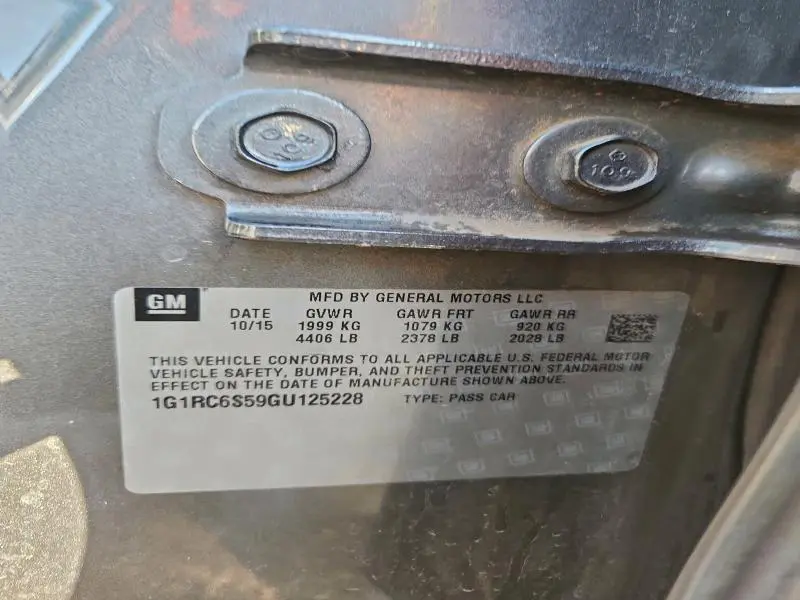 109
109
GM
MFD BY GENERAL MOTORS LLC
DATE GVWR GAWR FRT GAWR RR
10/15 1999 KG 1079 KG 920 KG
4406 LB 2378 LB 2028 LB
THIS VEHICLE CONFORMS TO ALL APPLICABLE U.S. FEDERAL MOTOR
VEHICLE SAFETY, BUMPER, AND THEFT PREVENTION STANDARDS IN
EFFECT ON THE DATE OF MANUFACTURE SHOWN ABOVE.
1G1RC6S59GU125228 TYPE: PASS CAR